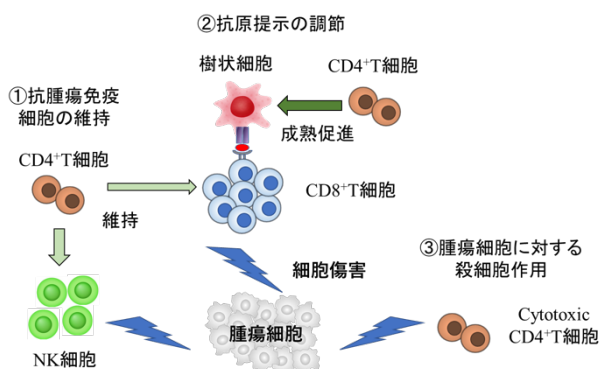 ②抗原提示の調節
樹状細胞
CD4⁺T細胞
成熟促進
①抗腫瘍免疫
細胞の維持
CD4⁺T細胞
維持
CD8⁺T細胞
細胞傷害
③腫瘍細胞に対する
殺細胞作用
腫瘍細胞
Cytotoxic
CD4⁺T細胞
NK細胞